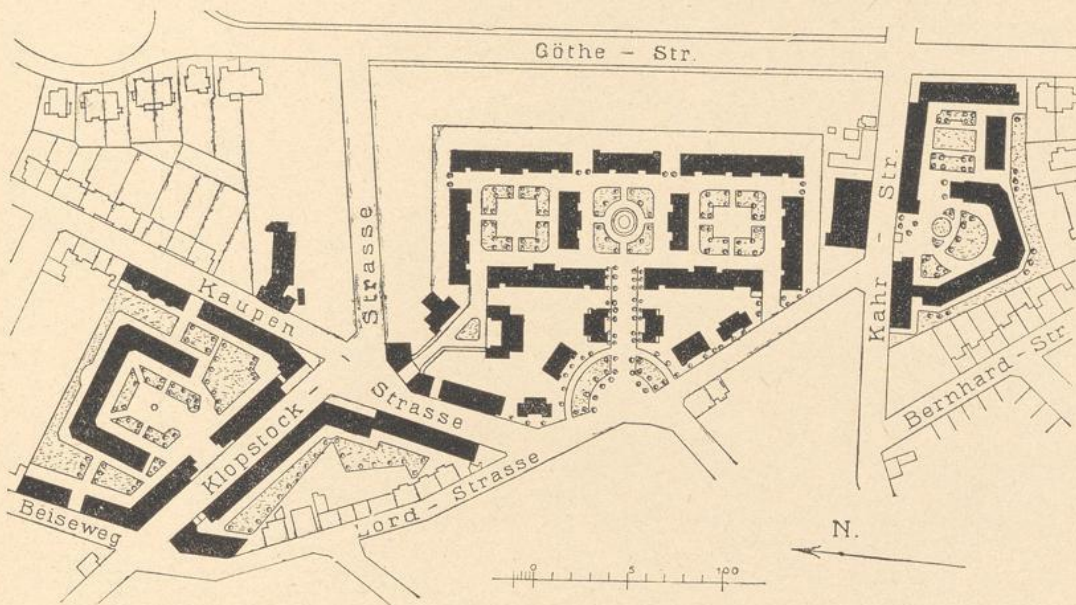 Göthe - Str.
Strasse
Kahr - Str.
Kaupen
Strasse
Klopstock
Bernhard-Str
Lord-Strasse
Beiseweg
N.
0 5 100